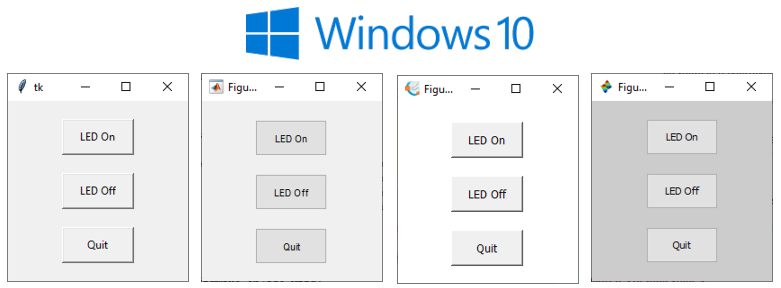 Windows 10
tk
LED On
LED Off
Quit
Figu...
LED On
LED Off
Quit
Figu...
LED On
LED Off
Quit
Figu...
LED On
LED Off
Quit